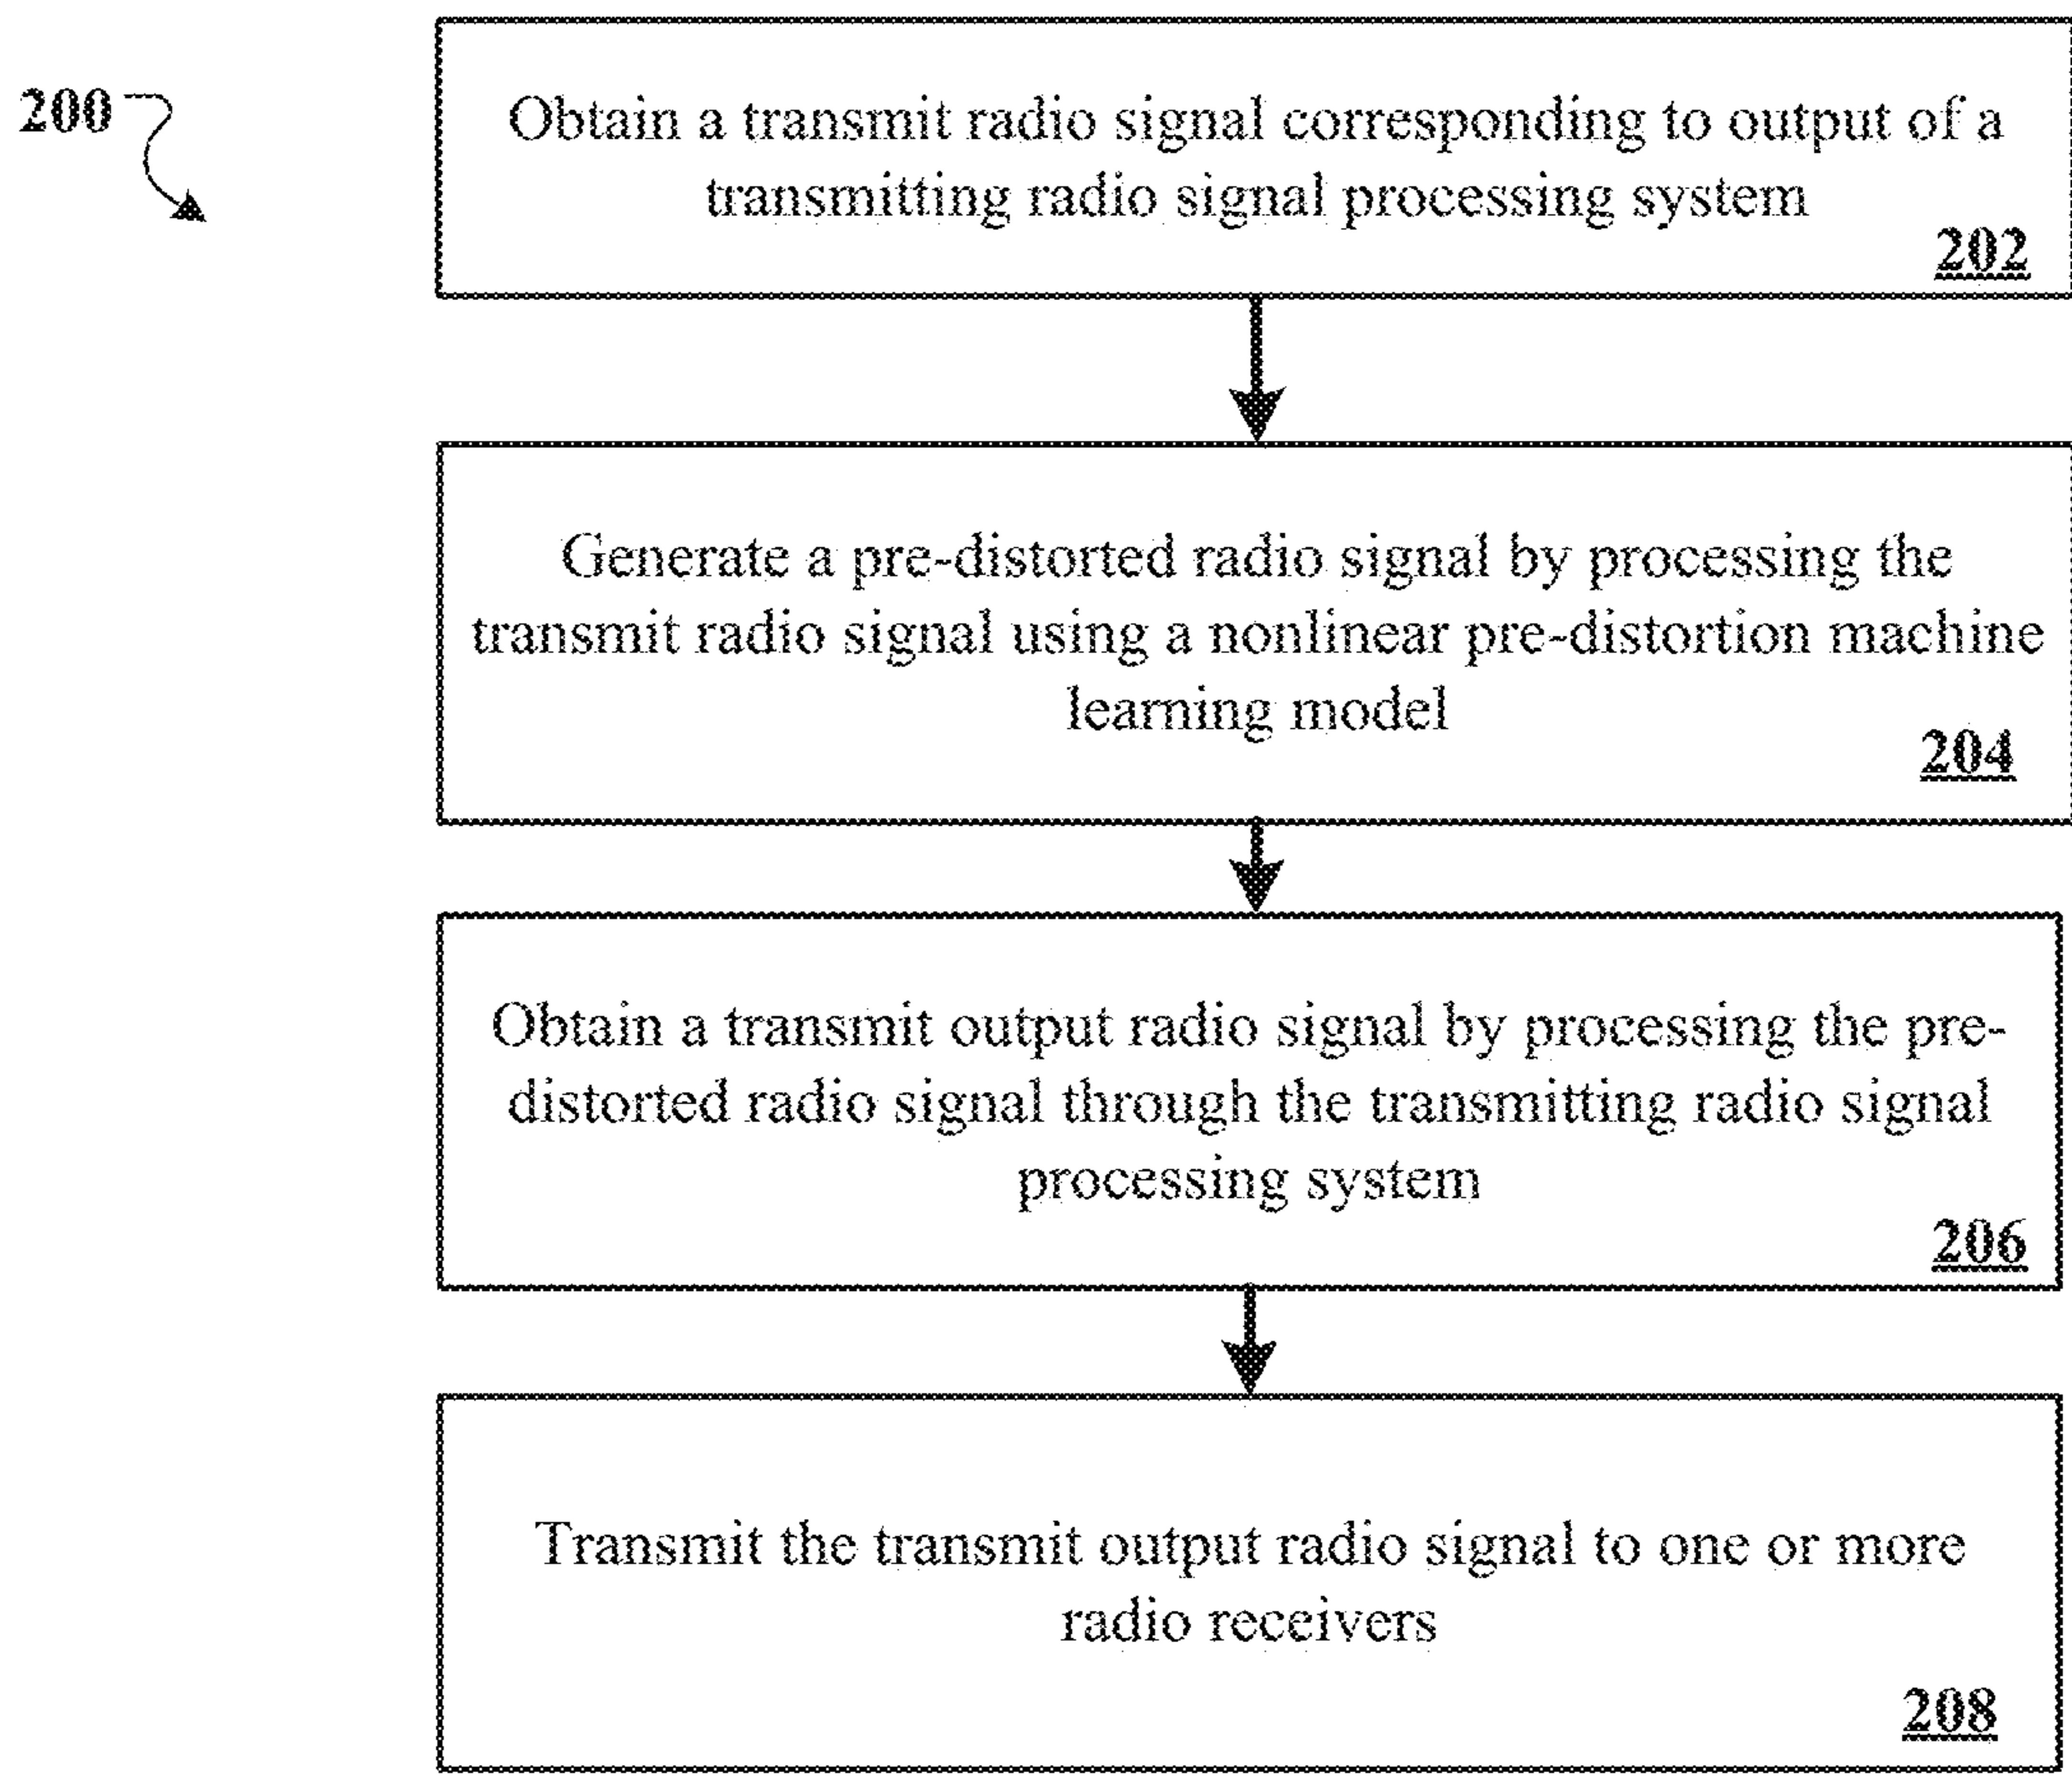 200
Obtain a transmit radio signal corresponding to output of a
transmitting radio signal processing system
202
Generate a pre-distorted radio signal by processing the
transmit radio signal using a nonlinear pre-distortion machine
learning model
204
Obtain a transmit output radio signal by processing the pre-
distorted radio signal through the transmitting radio signal
processing system
206
Transmit the transmit output radio signal to one or more
radio receivers
208